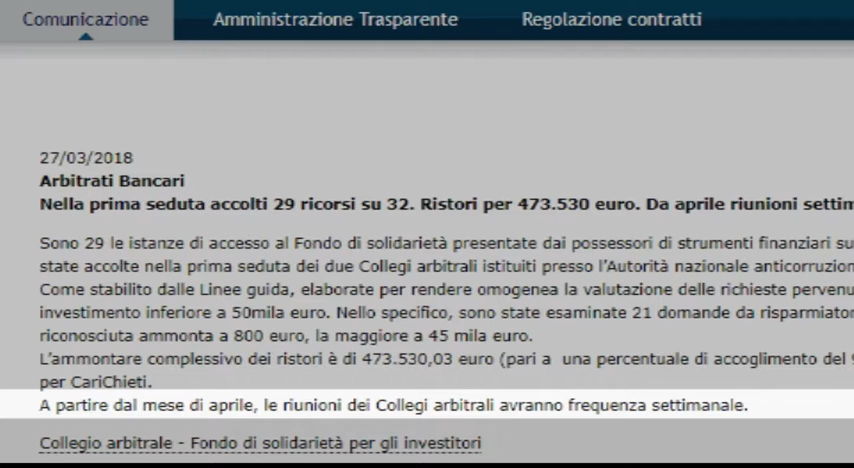 Comunicazione Amministrazione Trasparente Regolazione contratti
27/03/2018
Arbitrati Bancari
Nella prima seduta accolti 29 ricorsi su 32. Ristori per 473.530 euro. Da aprile riunioni
Sono 29 le istanze di accesso al Fondo di solidarietà presentate dai possessori di strumenti finanziari
state accolte nella prima seduta dei due Collegi arbitrali istituiti presso l'Autorità nazionale
Come stabilito dalle Linee guida, elaborate per rendere omogenea la valutazione delle richieste
investimento inferiore a 50mila euro. Nello specifico, sono state esaminate 21 domande da
riconosciuta ammonta a 800 euro, la maggiore a 45 mila euro.
L'ammontare complessivo dei ristori è di 473.530,03 euro (pari a una percentuale di accoglimento del
per CariChieti.
A partire dal mese di aprile, le riunioni dei Collegi arbitrali avranno frequenza settimanale.
Collegio arbitrale - Fondo di solidarietà per gli investitori